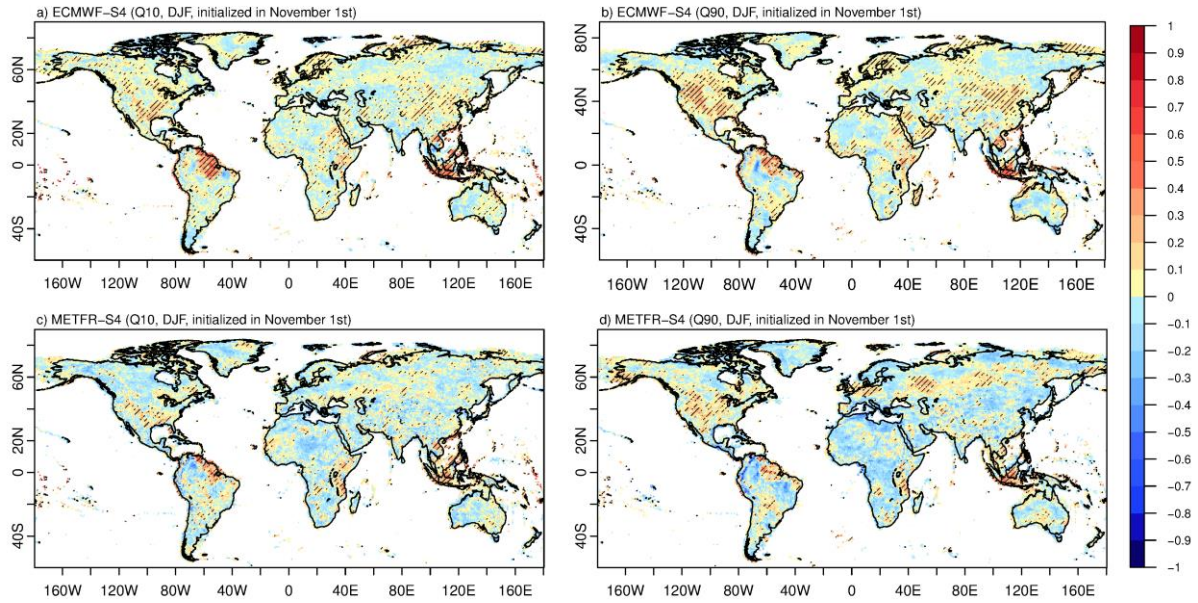 a) ECMWF−S4 (Q10, DJF, initialized in November 1st)
b) ECMWF−S4 (Q90, DJF, initialized in November 1st)
60N
20N
0
40S
160W 120W 80W 40W 0 40E 80E 120E 160E
80N
40N
0
40S
160W 120W 80W 40W 0 40E 80E 120E 160E
c) METFR−S4 (Q10, DJF, initialized in November 1st)
d) METFR−S4 (Q90, DJF, initialized in November 1st)
60N
20N
0
40S
160W 120W 80W 40W 0 40E 80E 120E 160E
60N
20N
0
40S
160W 120W 80W 40W 0 40E 80E 120E 160E
1
0.9
0.8
0.7
0.6
0.5
0.4
0.3
0.2
0.1
0
−0.1
−0.2
−0.3
−0.4
−0.5
−0.6
−0.7
−0.8
−0.9
−1